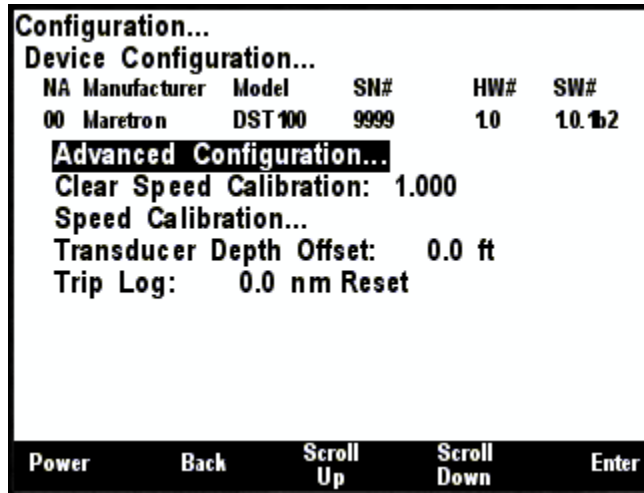 Configuration...
Device Configuration...
NA Manufacturer Model SN# HW# SW#
00 Maretron DST100 9999 1.0 1.0.1b2
Advanced Configuration...
Clear Speed Calibration: 1.000
Speed Calibration...
Transducer Depth Offset: 0.0 ft
Trip Log: 0.0 nm Reset
Power Back Scroll Up Scroll Down Enter